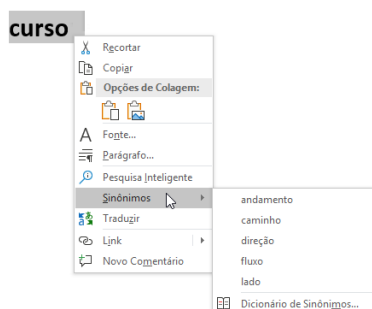 curso
Recortar
Copiar
Opções de Colagem:
Fonte...
Parágrafo...
Pesquisa Inteligente
Sinônimos
Traduzir
Link
Novo Comentário
andamento
caminho
direção
fluxo
lado
Dicionário de Sinônimos...